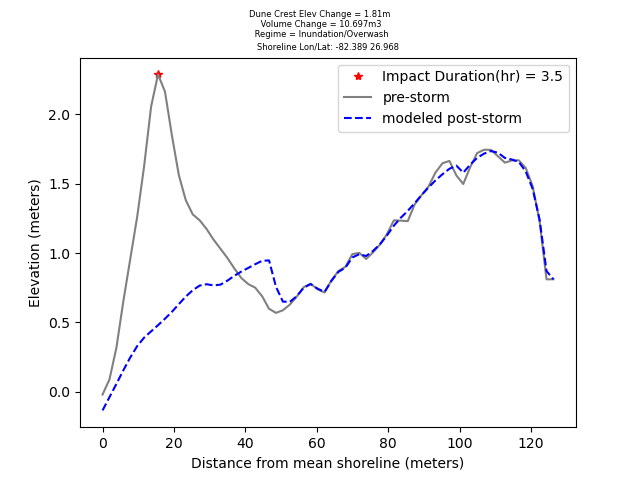 Dune Crest Elev Change = 1.81m
Volume Change = 10.697m3
Regime = Inundation/Overwash
Shoreline Lon/Lat: -82.389 26.968
Impact Duration(hr) = 3.5
pre-storm
modeled post-storm
Elevation (meters)
2.0
1.5
1.0
0.5
0.0
0 20 40 60 80 100 120
Distance from mean shoreline (meters)